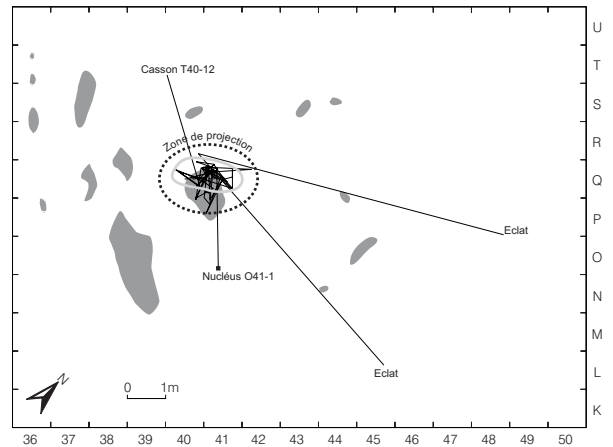 U
T
Casson T40-12
S
Zone de projection
R
Q
P
Eclat
O
Nucléus O41-1
N
M
Eclat
L
N
0 1m
K
36 37 38 39 40 41 42 43 44 45 46 47 48 49 50